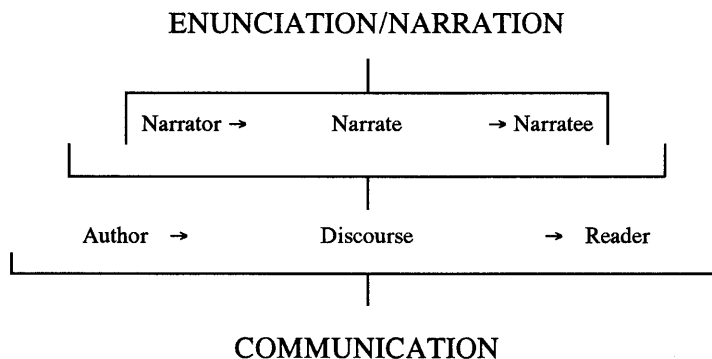 ENUNCIATION/NARRATION
Narrator → Narrate → Narratee
Author → Discourse → Reader
COMMUNICATION